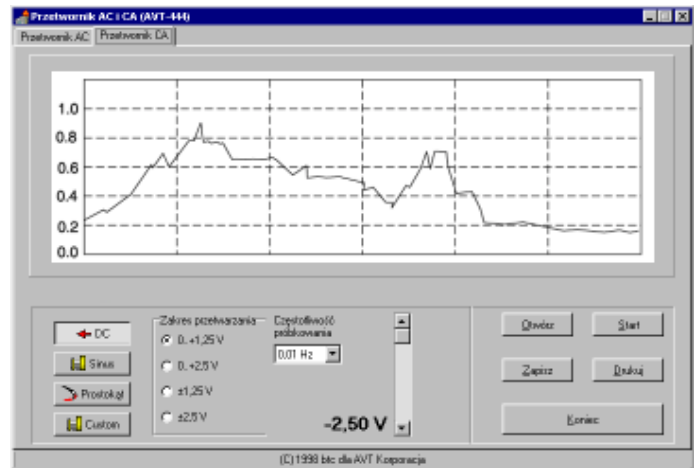 Przetwornik AC i CA (AVT-444)
Przetwornik AC Przetwornik CA
1.0
0.8
0.6
0.4
0.2
0.0
DC
Sinus
Prostokąt
Custom
Zakres przetwarzania
0..+1,25 V
0..+2,5 V
±1,25 V
±2,5 V
Częstotliwość
próbkowania
0.01 Hz
-2,50 V
Otwórz Start
Zapisz Drukuj
Koniec
(C) 1998 btc dla AVT Korporacja